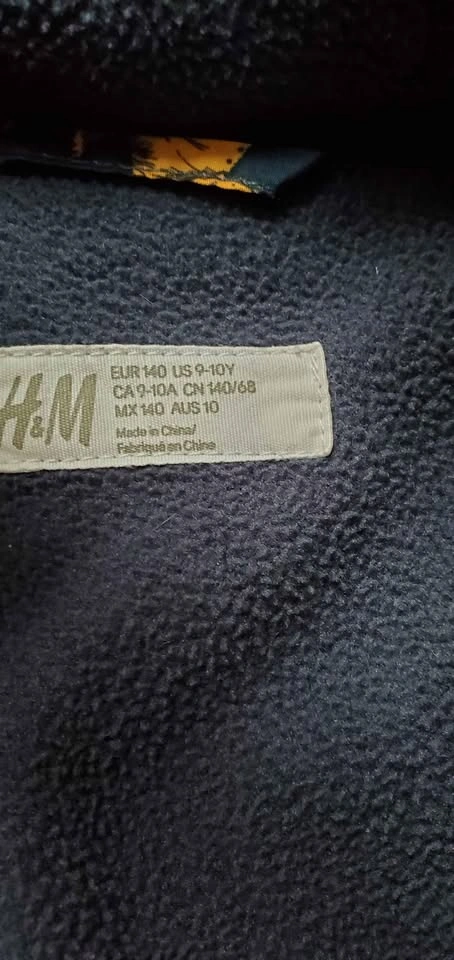 H&M
EUR 140 US 9-10Y
CA 9-10A CN 140/68
MX 140 AUS 10
Made in China/
Fabriqué en Chine